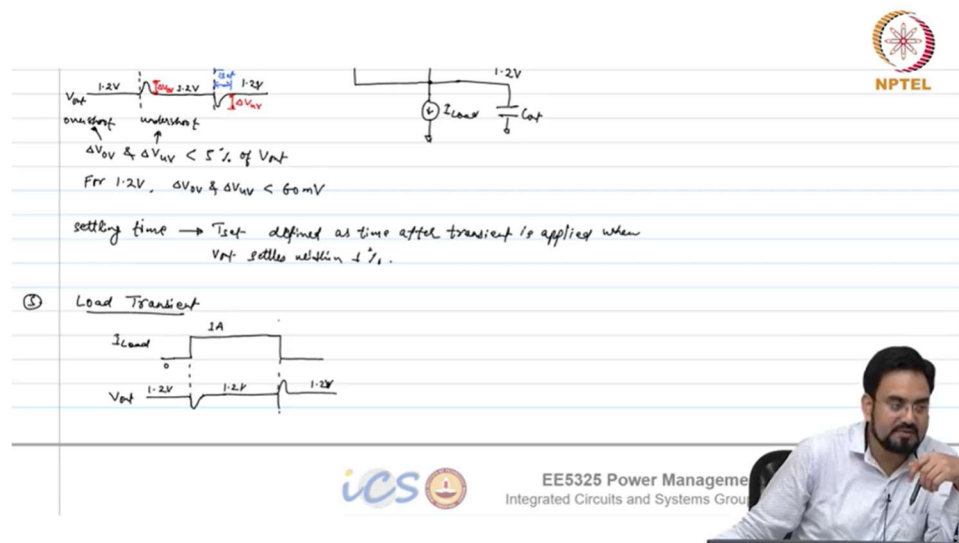 NPTEL
Tset
1.2V ΔVov 1.2V 1.2V
Vout
ΔVuv
overshoot undershoot
1.2V
ILoad Cout
ΔVov & ΔVuv < 5% of Vout
For 1.2V, ΔVov & ΔVuv < 60mV
settling time → Tset defined as time after transient is applied when
Vout settles within 1%.
③ Load Transient
1A
ILoad
0
Vout 1.2V 1.2V 1.2V
ics
EE5325 Power Manageme
Integrated Circuits and Systems Grou